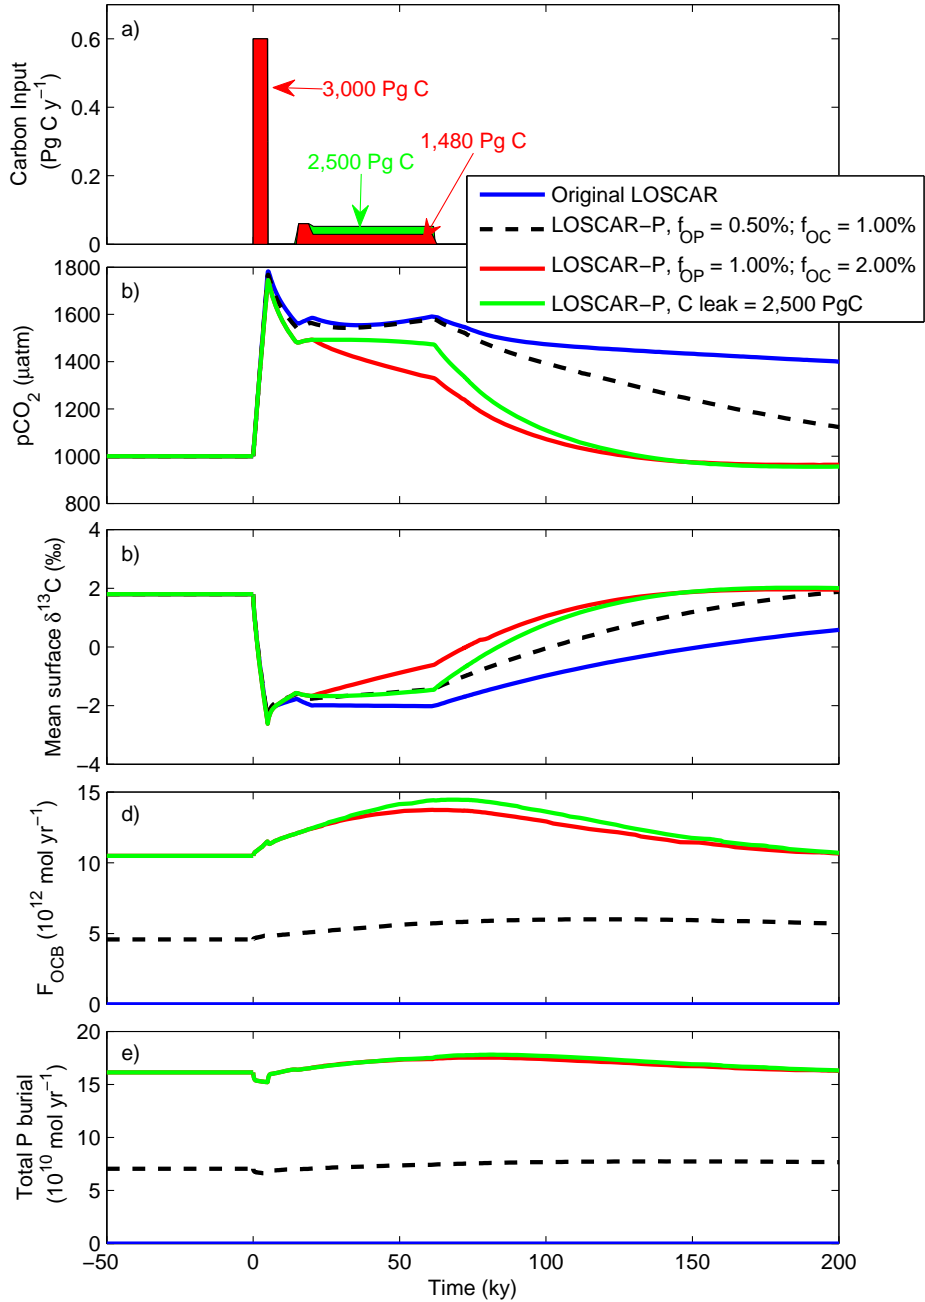 a)
Carbon Input
(Pg C y⁻¹)
0.6
0.4
0.2
0
3,000 Pg C
1,480 Pg C
2,500 Pg C
Original LOSCAR
LOSCAR−P, f_OP = 0.50%; f_OC = 1.00%
LOSCAR−P, f_OP = 1.00%; f_OC = 2.00%
LOSCAR−P, C leak = 2,500 PgC
b)
pCO₂ (μatm)
1800
1600
1400
1200
1000
800
b)
Mean surface δ¹³C (‰)
4
2
0
−2
−4
d)
F_OCB (10¹² mol yr⁻¹)
15
10
5
0
e)
Total P burial
(10¹⁰ mol yr⁻¹)
20
15
10
5
0
−50 0 50 100 150 200
Time (ky)